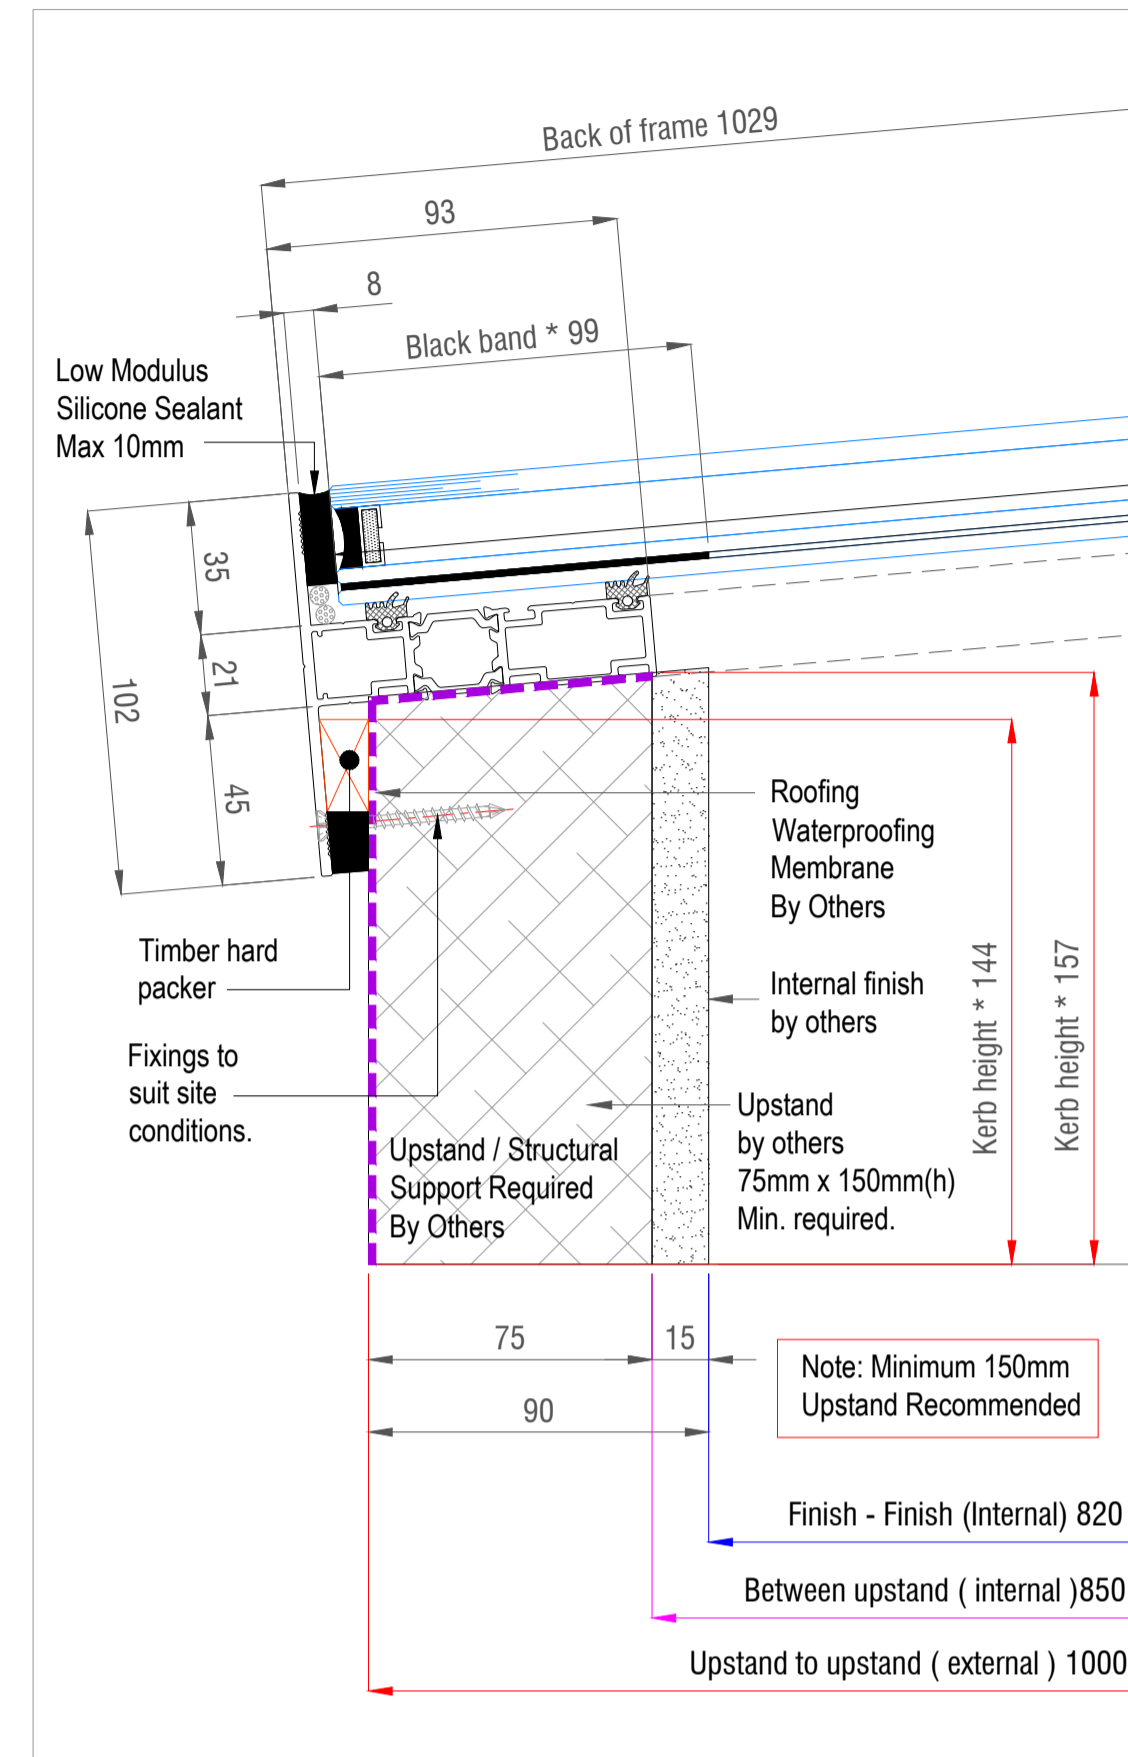 Back of frame 1029
93
8
Black band * 99
Low Modulus
Silicone Sealant
Max 10mm
35
21
102
45
Roofing
Waterproofing
Membrane
By Others
Timber hard
packer
Internal finish
by others
Kerb height * 144
Kerb height * 157
Fixings to
suit site
conditions.
Upstand
by others
75mm x 150mm(h)
Min. required.
Upstand / Structural
Support Required
By Others
75
15
90
Note: Minimum 150mm
Upstand Recommended
Finish - Finish (Internal) 820
Between upstand ( internal )850
Upstand to upstand ( external ) 1000